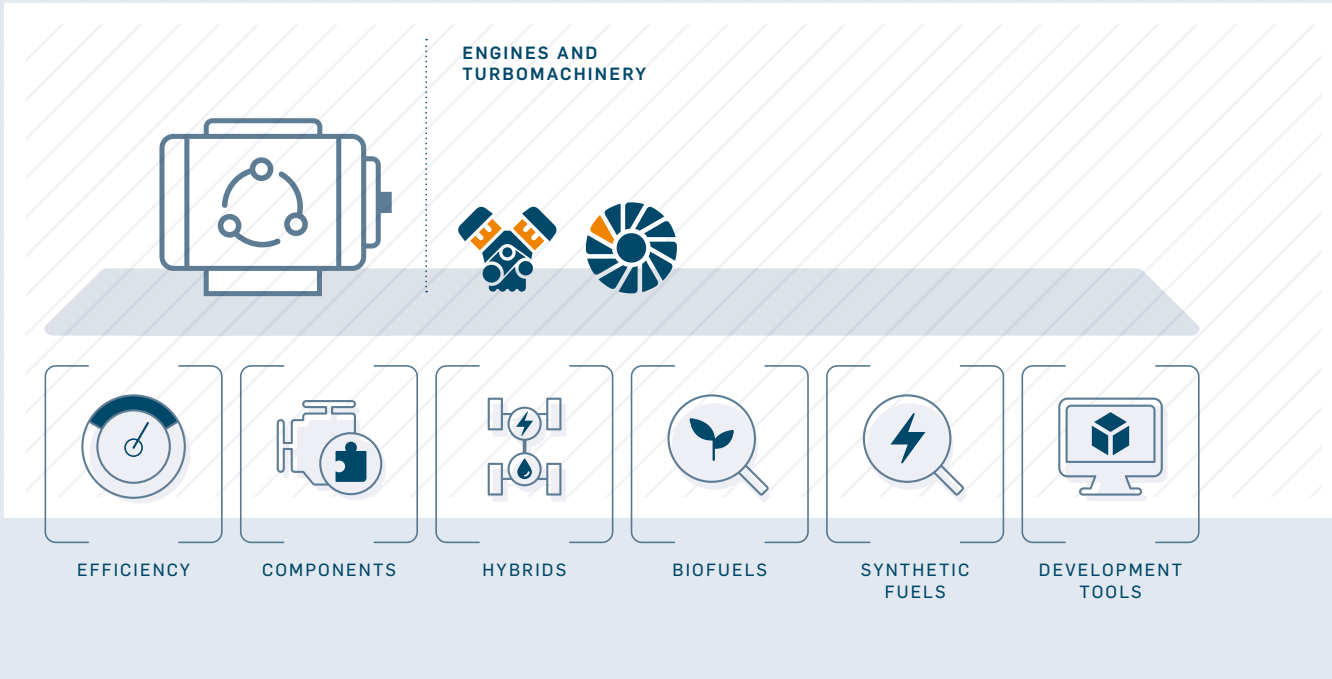 ENGINES AND
TURBOMACHINERY
EFFICIENCY
COMPONENTS
HYBRIDS
BIOFUELS
SYNTHETIC
FUELS
DEVELOPMENT
TOOLS